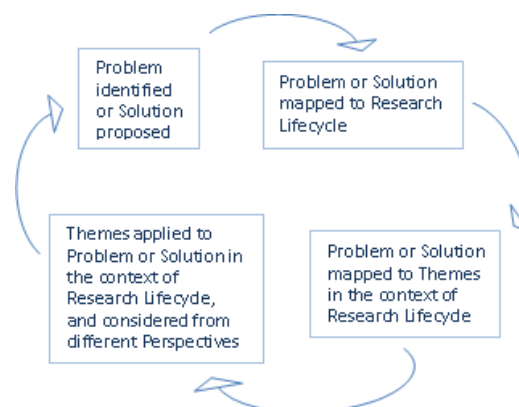 Problem
identified
or Solution
proposed
Problem or Solution
mapped to Research
Lifecycle
Themes applied to
Problem or Solution in
the context of
Research Lifecycle,
and considered from
different Perspectives
Problem or Solution
mapped to Themes
in the context of
Research Lifecycle